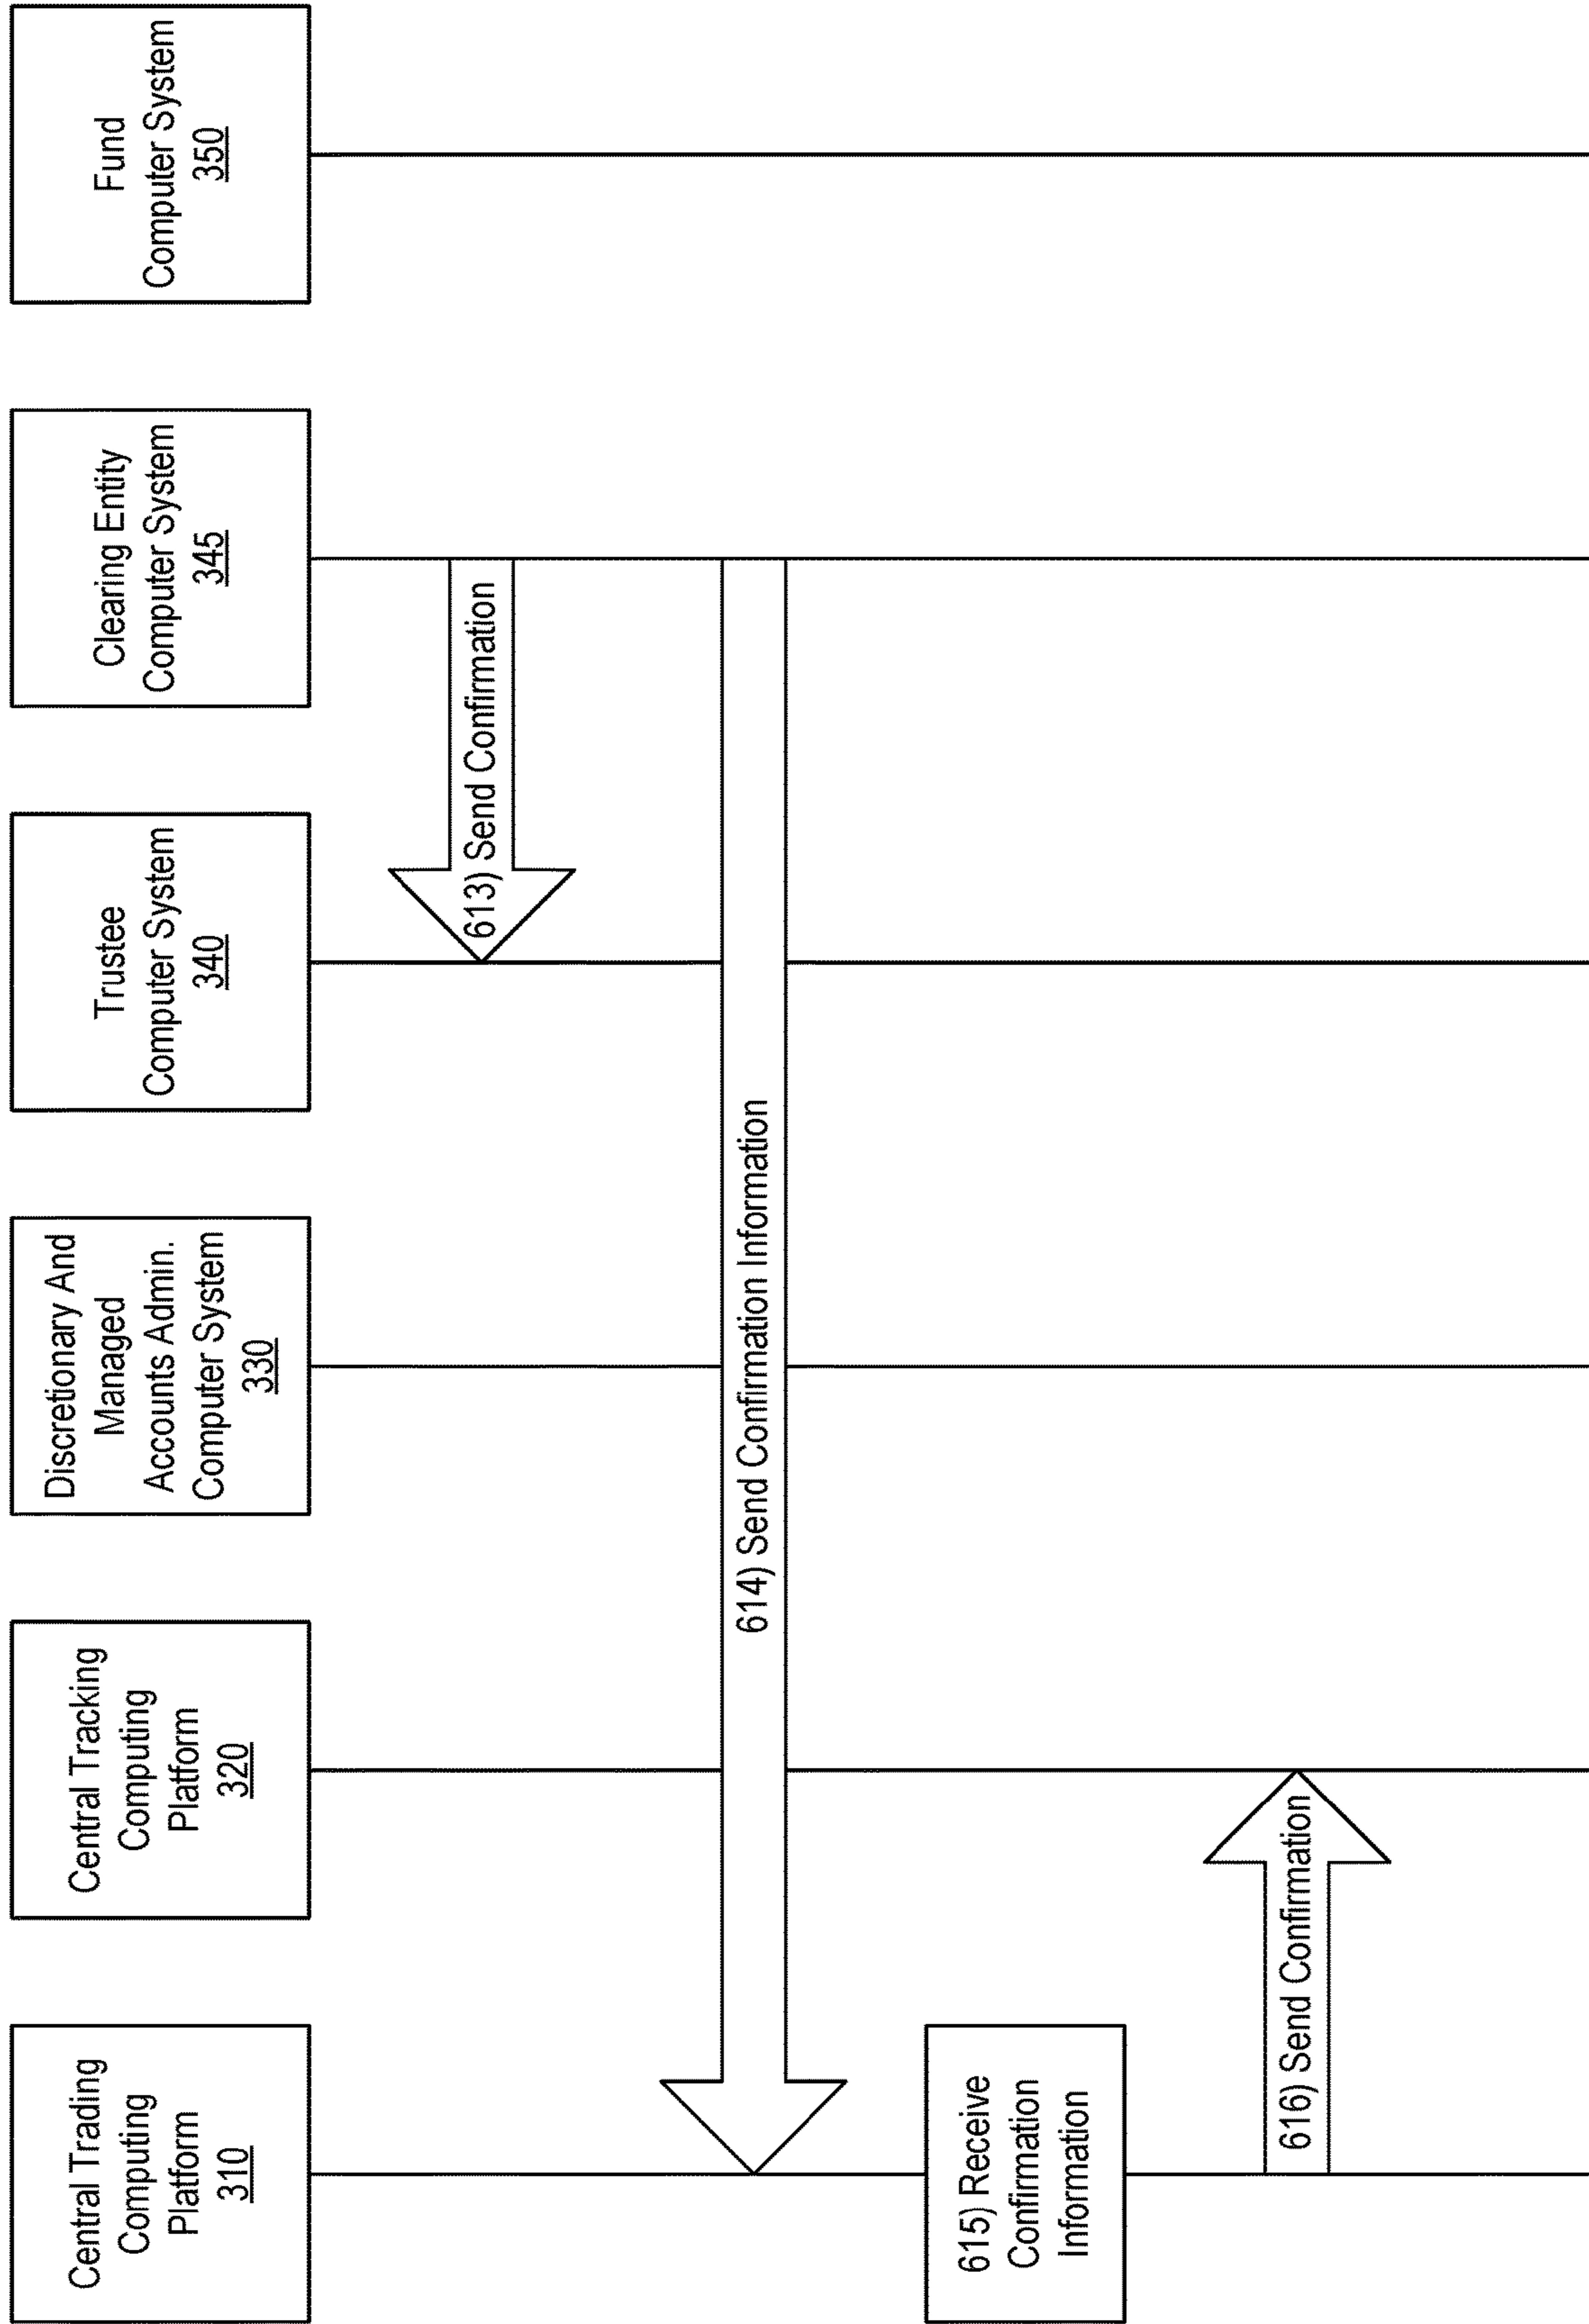 Central Trading
Computing
Platform
310
Central Tracking
Computing
Platform
320
Discretionary And
Managed
Accounts Admin.
Computer System
330
Trustee
Computer System
340
Clearing Entity
Computer System
345
Fund
Computer System
350
613) Send Confirmation
614) Send Confirmation Information
615) Receive
Confirmation
Information
616) Send Confirmation